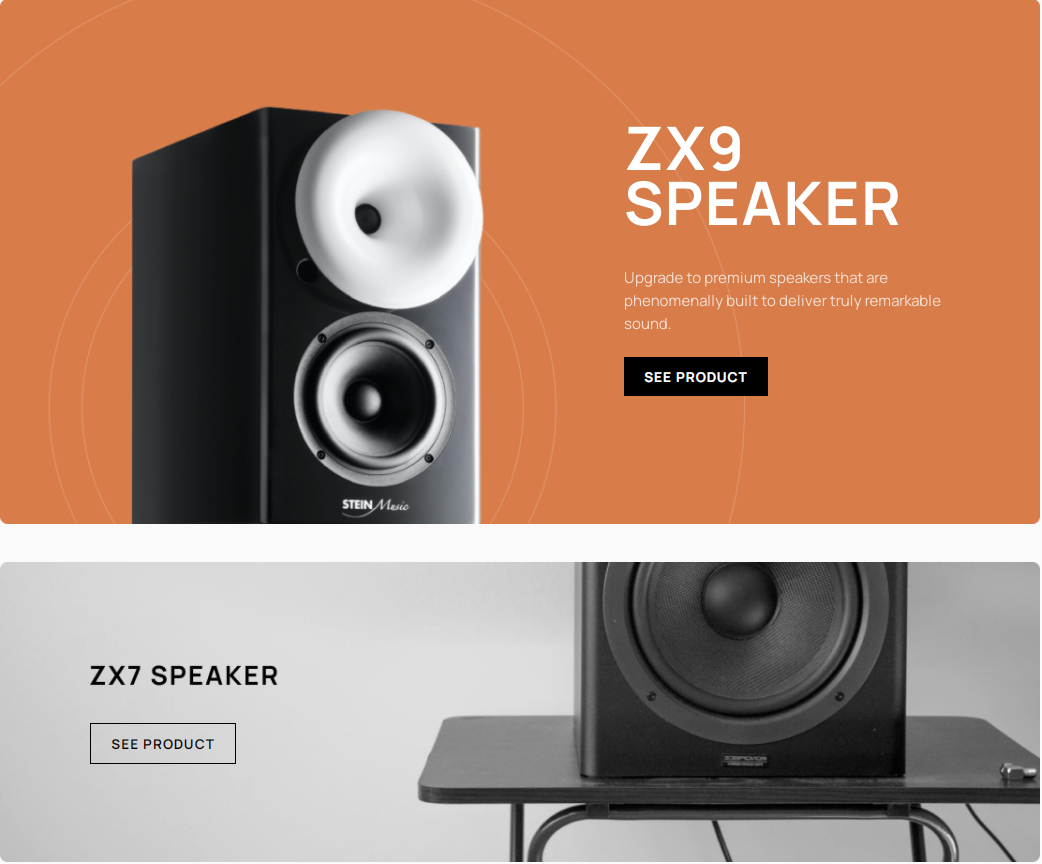 ZX9
SPEAKER
Upgrade to premium speakers that are
phenomenally built to deliver truly remarkable
sound.
SEE PRODUCT
STEIN Music
ZX7 SPEAKER
SEE PRODUCT